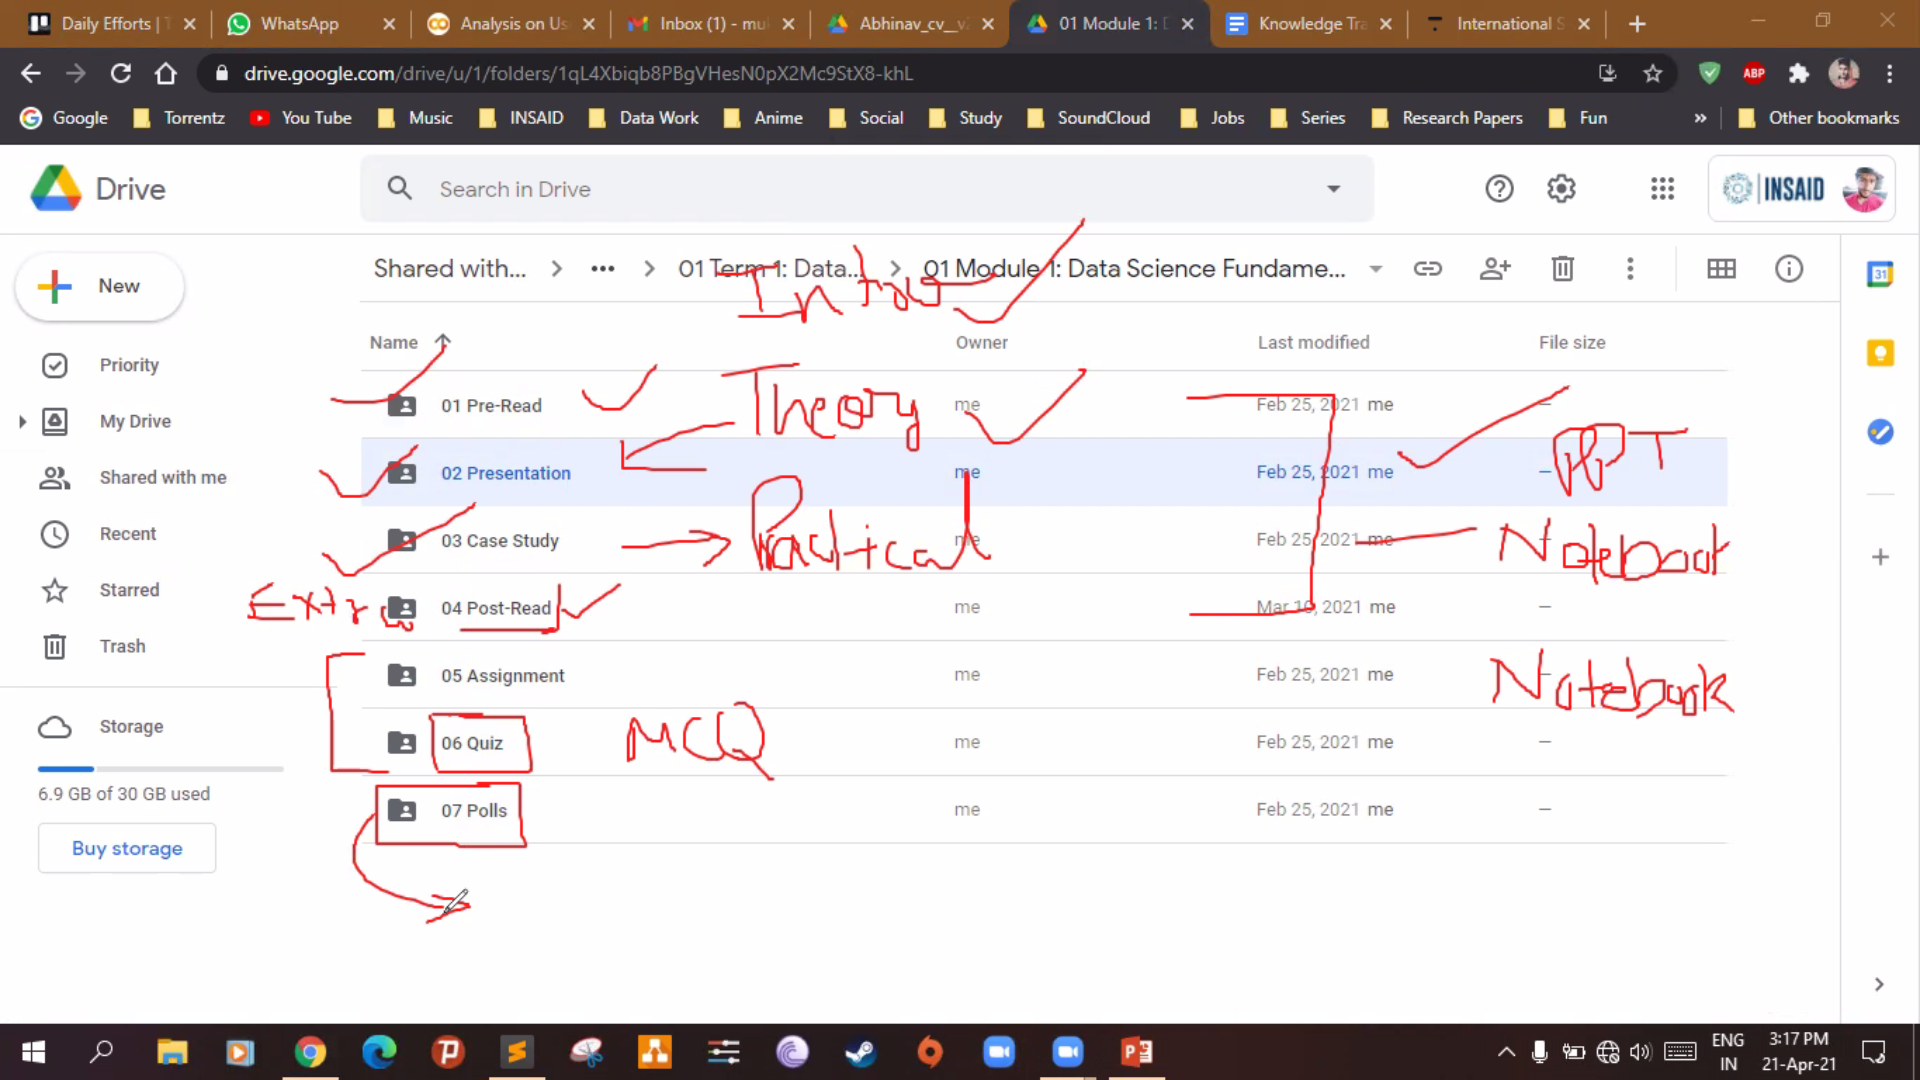 Daily Efforts | T
WhatsApp
Analysis on Us
Inbox (1) - mu
Abhinav_cv__v
01 Module 1: D
Knowledge Tra
International S
drive.google.com/drive/u/1/folders/1qL4Xbiqb8PBgVHesN0pX2Mc9StX8-khL
ABP
Google
Torrentz
You Tube
Music
INSAID
Data Work
Anime
Social
Study
SoundCloud
Jobs
Series
Research Papers
Fun
»
Other bookmarks
Drive
Search in Drive
INSAID
New
Shared with... > ... > 01 Term 1: Data... > 01 Module 1: Data Science Fundame...
31
Intro
Name
Owner
Last modified
File size
Priority
01 Pre-Read
Theory
me
Feb 25, 2021 me
—
My Drive
02 Presentation
me
Feb 25, 2021 me
—
PPT
Shared with me
03 Case Study
Practical
me
Feb 25, 2021 me
Notebook
Recent
Starred
Extra
04 Post-Read
me
Mar 10, 2021 me
—
Trash
05 Assignment
me
Feb 25, 2021 me
Notebook
Storage
06 Quiz
MCQ
me
Feb 25, 2021 me
—
6.9 GB of 30 GB used
07 Polls
me
Feb 25, 2021 me
—
Buy storage
ENG
IN
3:17 PM
21-Apr-21